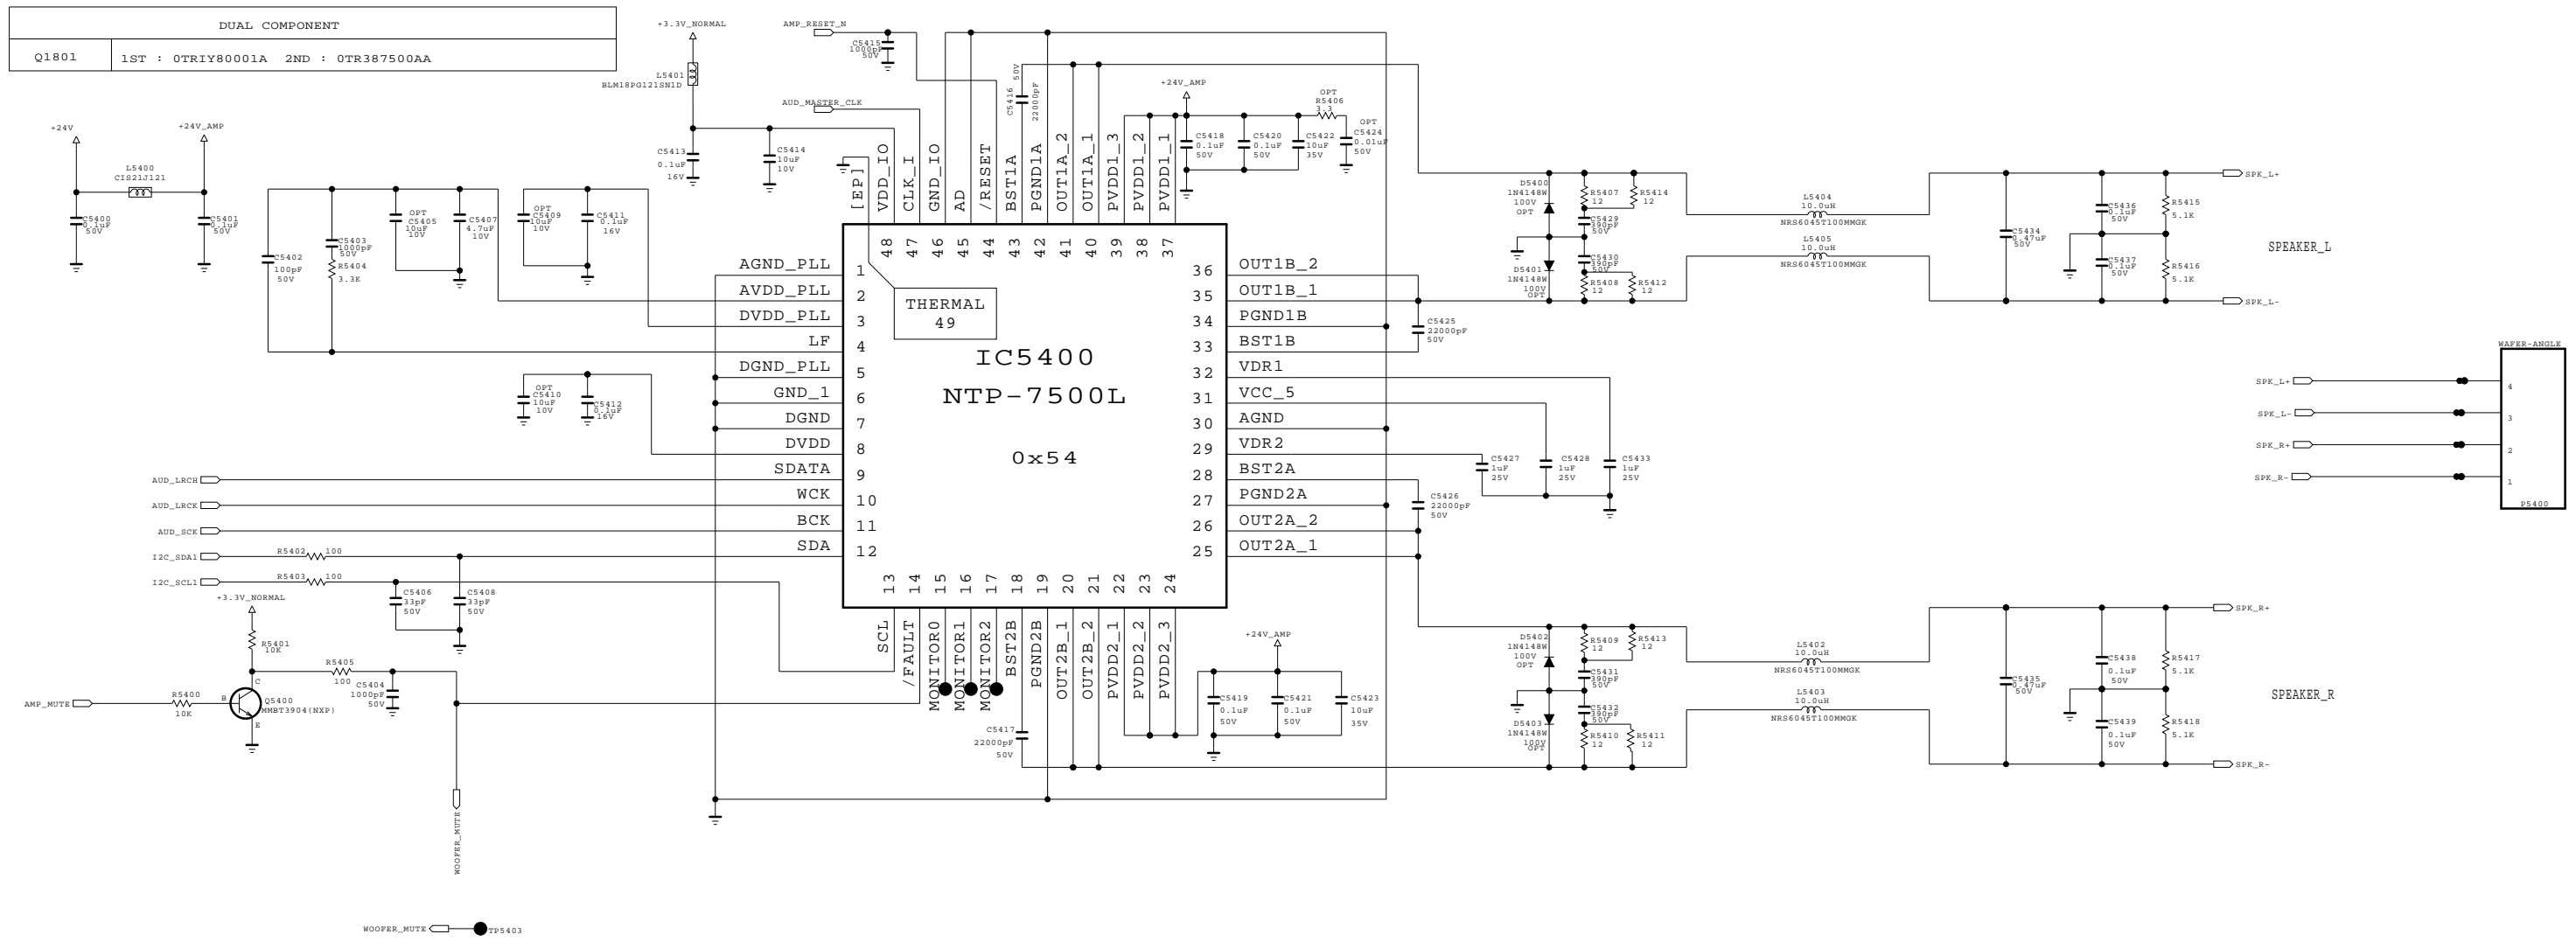 DUAL COMPONENT
Q1801 1ST : 0TRIY80001A 2ND : 0TR387500AA
+24V
+24V_AMP
L5400
CIS21J121
C5400
0.1uF
50V
C5401
0.1uF
50V
C5402
100pF
50V
C5403
1000pF
50V
R5404
3.3K
OPT
C5405
10uF
10V
C5407
4.7uF
10V
OPT
C5409
10uF
10V
C5411
0.1uF
16V
OPT
C5410
10uF
10V
C5412
0.1uF
16V
+3.3V_NORMAL
L5401
BLM18PG121SN1D
C5413
0.1uF
16V
C5414
10uF
10V
AMP_RESET_N
C5415
1000pF
50V
AUD_MASTER_CLK
C5416
22000pF
50V
+24V_AMP
C5418
0.1uF
50V
C5420
0.1uF
50V
C5422
10uF
35V
OPT
R5406
3.3
OPT
C5424
0.01uF
50V
[EP]
VDD_IO
CLK_I
GND_IO
AD
/RESET
BST1A
PGND1A
OUT1A_2
OUT1A_1
PVDD1_3
PVDD1_2
PVDD1_1
48 47 46 45 44 43 42 41 40 39 38 37
AGND_PLL 1
AVDD_PLL 2
DVDD_PLL 3
LF 4
DGND_PLL 5
GND_1 6
DGND 7
DVDD 8
SDATA 9
WCK 10
BCK 11
SDA 12
THERMAL
49
IC5400
NTP-7500L
0x54
36 OUT1B_2
35 OUT1B_1
34 PGND1B
33 BST1B
32 VDR1
31 VCC_5
30 AGND
29 VDR2
28 BST2A
27 PGND2A
26 OUT2A_2
25 OUT2A_1
13 14 15 16 17 18 19 20 21 22 23 24
SCL
/FAULT
MONITOR0
MONITOR1
MONITOR2
BST2B
PGND2B
OUT2B_1
OUT2B_2
PVDD2_1
PVDD2_2
PVDD2_3
AUD_LRCH
AUD_LRCK
AUD_SCK
I2C_SDA1
R5402 100
I2C_SCL1
R5403 100
C5406
33pF
50V
C5408
33pF
50V
+3.3V_NORMAL
R5401
10K
R5405
100
C5404
1000pF
50V
AMP_MUTE
R5400
10K
B
C
E
Q5400
MMBT3904(NXP)
WOOFER_MUTE
WOOFER_MUTE TP5403
C5417
22000pF
50V
+24V_AMP
C5419
0.1uF
50V
C5421
0.1uF
50V
C5423
10uF
35V
C5425
22000pF
50V
C5426
22000pF
50V
C5427
1uF
25V
C5428
1uF
25V
C5433
1uF
25V
D5400
1N4148W
100V
OPT
R5407
12
R5414
12
C5429
390pF
50V
C5430
390pF
50V
D5401
1N4148W
100V
OPT
R5408
12
R5412
12
L5404
10.0uH
NRS6045T100MMGK
L5405
10.0uH
NRS6045T100MMGK
C5434
0.47uF
50V
C5436
0.1uF
50V
C5437
0.1uF
50V
R5415
5.1K
R5416
5.1K
SPK_L+
SPEAKER_L
SPK_L-
WAFER-ANGLE
SPK_L+ 4
SPK_L- 3
SPK_R+ 2
SPK_R- 1
P5400
D5402
1N4148W
100V
OPT
R5409
12
R5413
12
C5431
390pF
50V
C5432
390pF
50V
D5403
1N4148W
100V
OPT
R5410
12
R5411
12
L5402
10.0uH
NRS6045T100MMGK
L5403
10.0uH
NRS6045T100MMGK
C5435
0.47uF
50V
C5438
0.1uF
50V
C5439
0.1uF
50V
R5417
5.1K
R5418
5.1K
SPK_R+
SPEAKER_R
SPK_R-